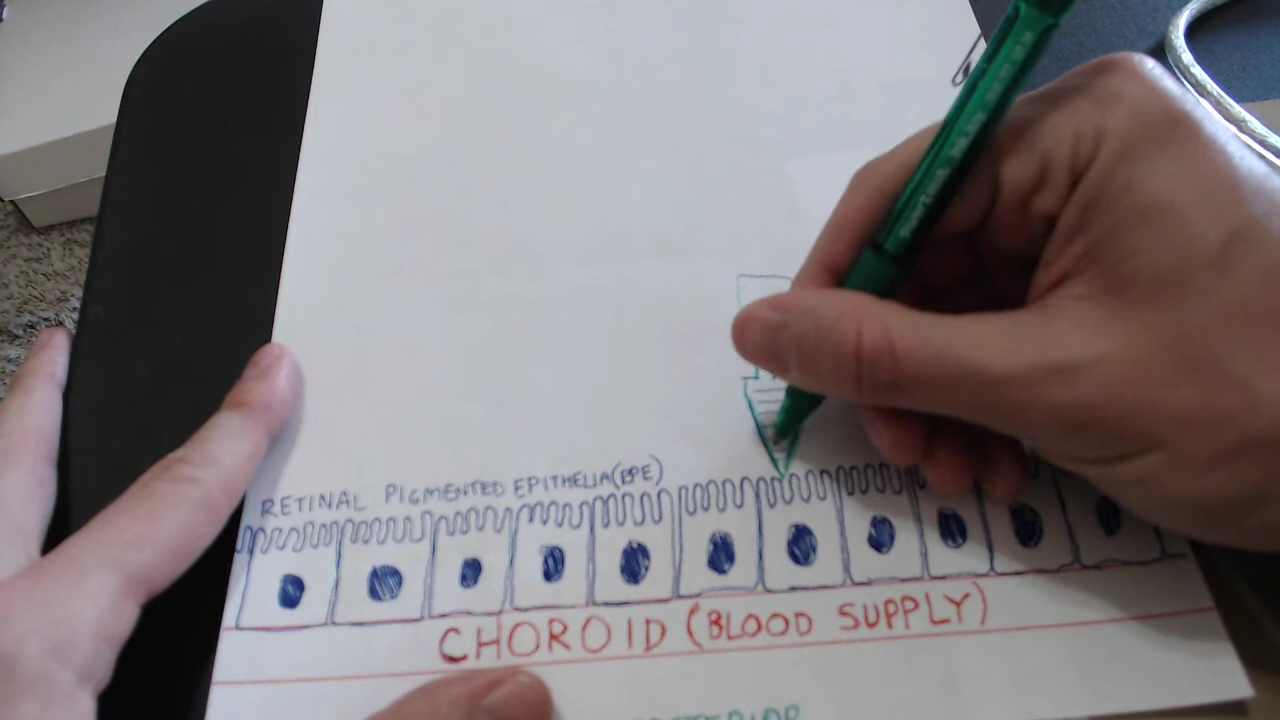 RETINAL PIGMENTED EPITHELIA(RPE)
CHOROID (BLOOD SUPPLY)